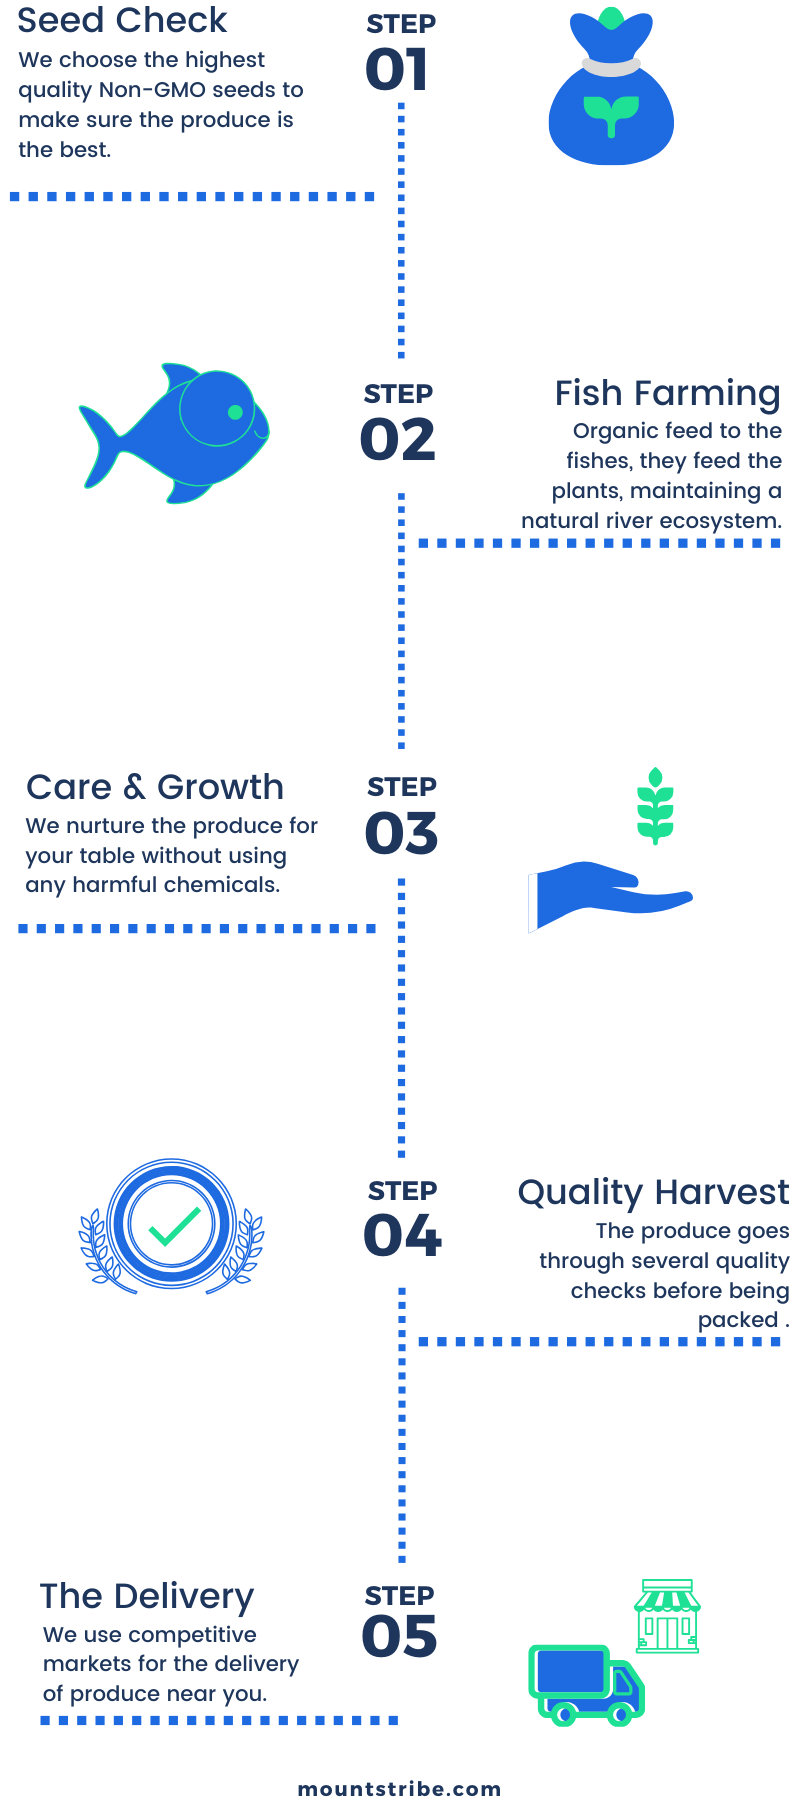 Seed Check
We choose the highest
quality Non-GMO seeds to
make sure the produce is
the best.
STEP
01
STEP
02
Fish Farming
Organic feed to the
fishes, they feed the
plants, maintaining a
natural river ecosystem.
Care & Growth
We nurture the produce for
your table without using
any harmful chemicals.
STEP
03
STEP
04
Quality Harvest
The produce goes
through several quality
checks before being
packed .
The Delivery
We use competitive
markets for the delivery
of produce near you.
STEP
05
mountstribe.com